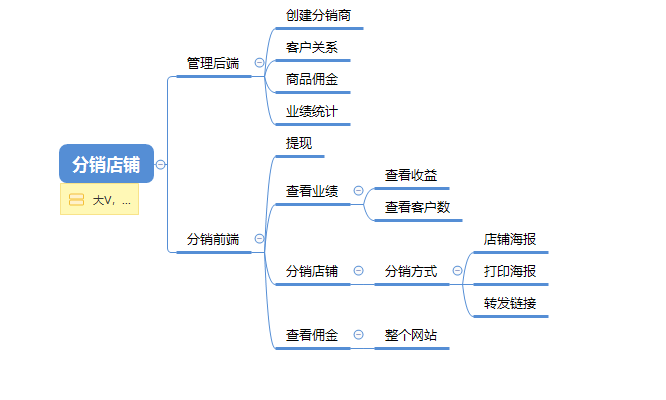 创建分销商
客户关系
管理后端
商品佣金
业绩统计
提现
分销店铺
大V，...
查看收益
查看业绩
查看客户数
分销前端
店铺海报
分销店铺
分销方式
打印海报
转发链接
查看佣金
整个网站